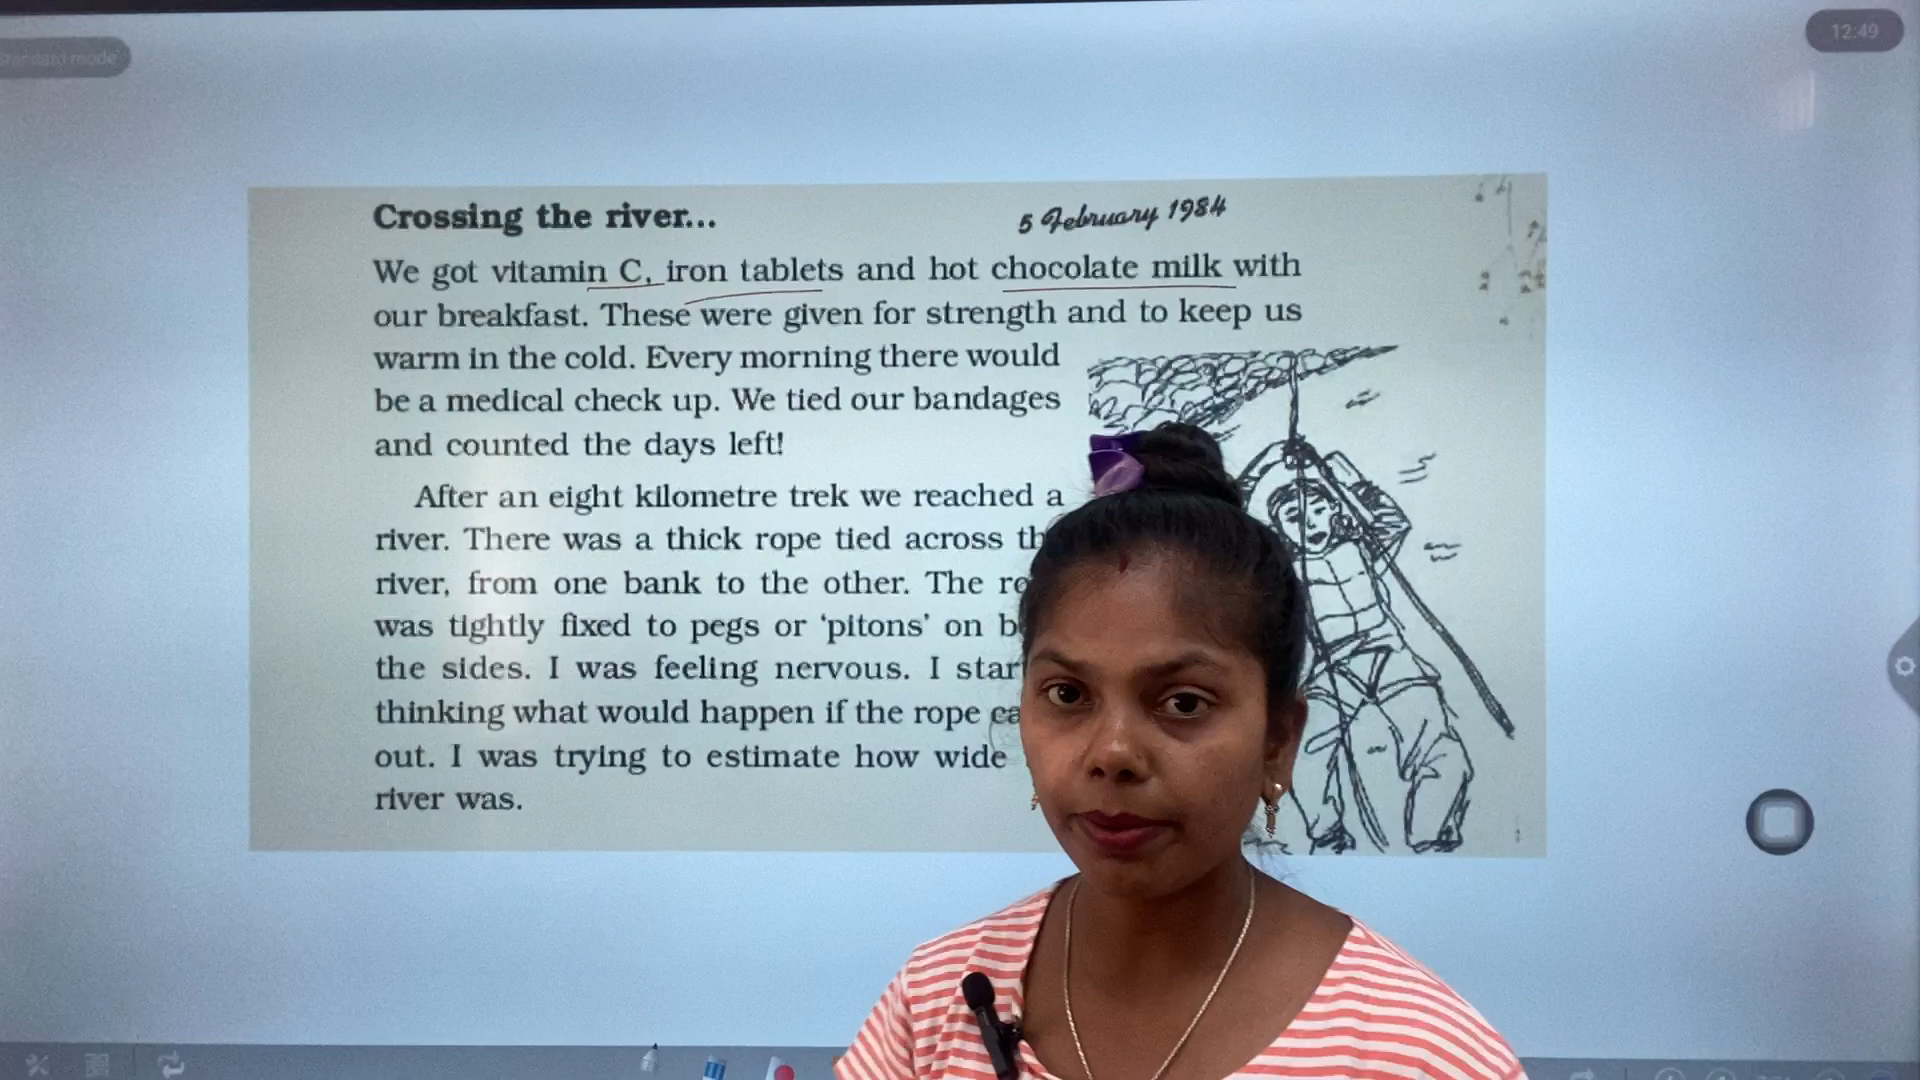 12:49
standard mode
Crossing the river...
5 February 1984
We got vitamin C, iron tablets and hot chocolate milk with
our breakfast. These were given for strength and to keep us
warm in the cold. Every morning there would
be a medical check up. We tied our bandages
and counted the days left!
After an eight kilometre trek we reached a
river. There was a thick rope tied across
river, from one bank to the other. The
was tightly fixed to pegs or ‘pitons’ on
the sides. I was feeling nervous. I
thinking what would happen if the rope
out. I was trying to estimate how wide
river was.